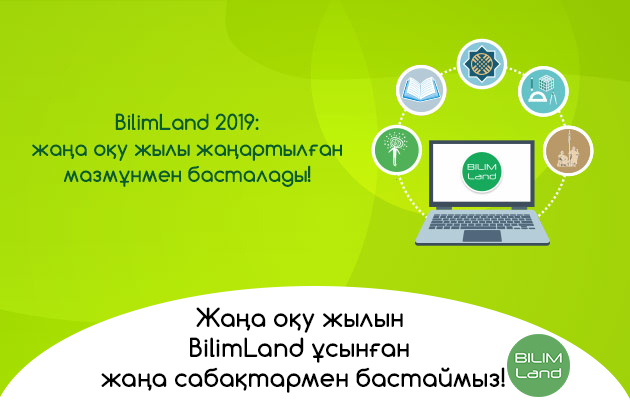 BilimLand 2019:
жаңа оқу жылы жаңартылған
мазмұнмен басталады!
BILIM
Land
Жаңа оқу жылын
BilimLand ұсынған
жаңа сабақтармен бастаймыз!
BILIM
Land